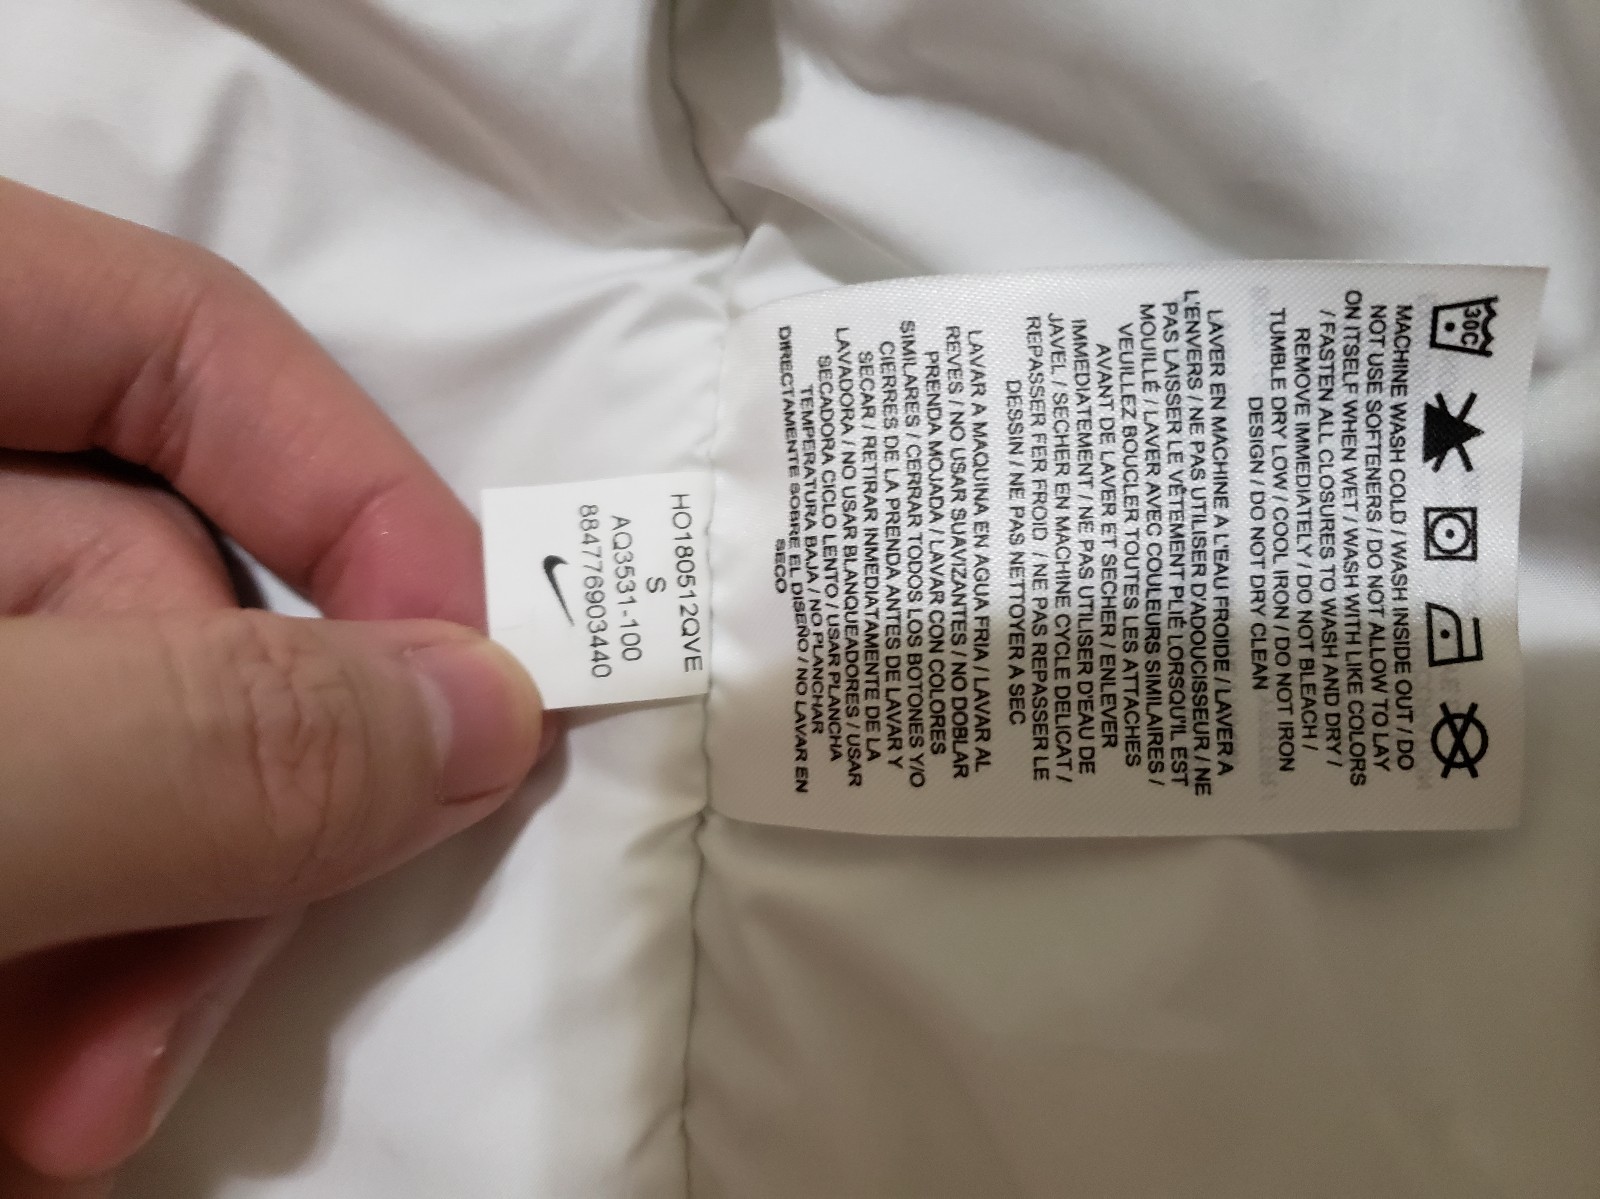 HO180512QVE
S
AQ3531-100
884776903440
30C
MACHINE WASH COLD / WASH INSIDE OUT / DO
NOT USE SOFTENERS / DO NOT ALLOW TO LAY
ON ITSELF WHEN WET / WASH WITH LIKE COLORS
/ FASTEN ALL CLOSURES TO WASH AND DRY /
REMOVE IMMEDIATELY / DO NOT BLEACH /
TUMBLE DRY LOW / COOL IRON / DO NOT IRON
DESIGN / DO NOT DRY CLEAN
LAVER EN MACHINE A L'EAU FROIDE / LAVER A
L'ENVERS / NE PAS UTILISER D'ADOUCISSEUR / NE
PAS LAISSER LE VÊTEMENT PLIÉ LORSQU'IL EST
MOUILLÉ / LAVER AVEC COULEURS SIMILAIRES /
VEUILLEZ BOUCLER TOUTES LES ATTACHES
AVANT DE LAVER ET SECHER / ENLEVER
IMMEDIATEMENT / NE PAS UTILISER D'EAU DE
JAVEL / SECHER EN MACHINE CYCLE DELICAT /
REPASSER FER FROID / NE PAS REPASSER LE
DESSIN / NE PAS NETTOYER A SEC
LAVAR A MAQUINA EN AGUA FRIA / LAVAR AL
REVES / NO USAR SUAVIZANTES / NO DOBLAR
PRENDA MOJADA / LAVAR CON COLORES
SIMILARES / CERRAR TODOS LOS BOTONES Y/O
CIERRES DE LA PRENDA ANTES DE LAVAR Y
SECAR / RETIRAR INMEDIATAMENTE DE LA
LAVADORA / NO USAR BLANQUEADORES / USAR
SECADORA CICLO LENTO / USAR PLANCHA
TEMPERATURA BAJA / NO PLANCHAR
DIRECTAMENTE SOBRE EL DISEÑO / NO LAVAR EN
SECO